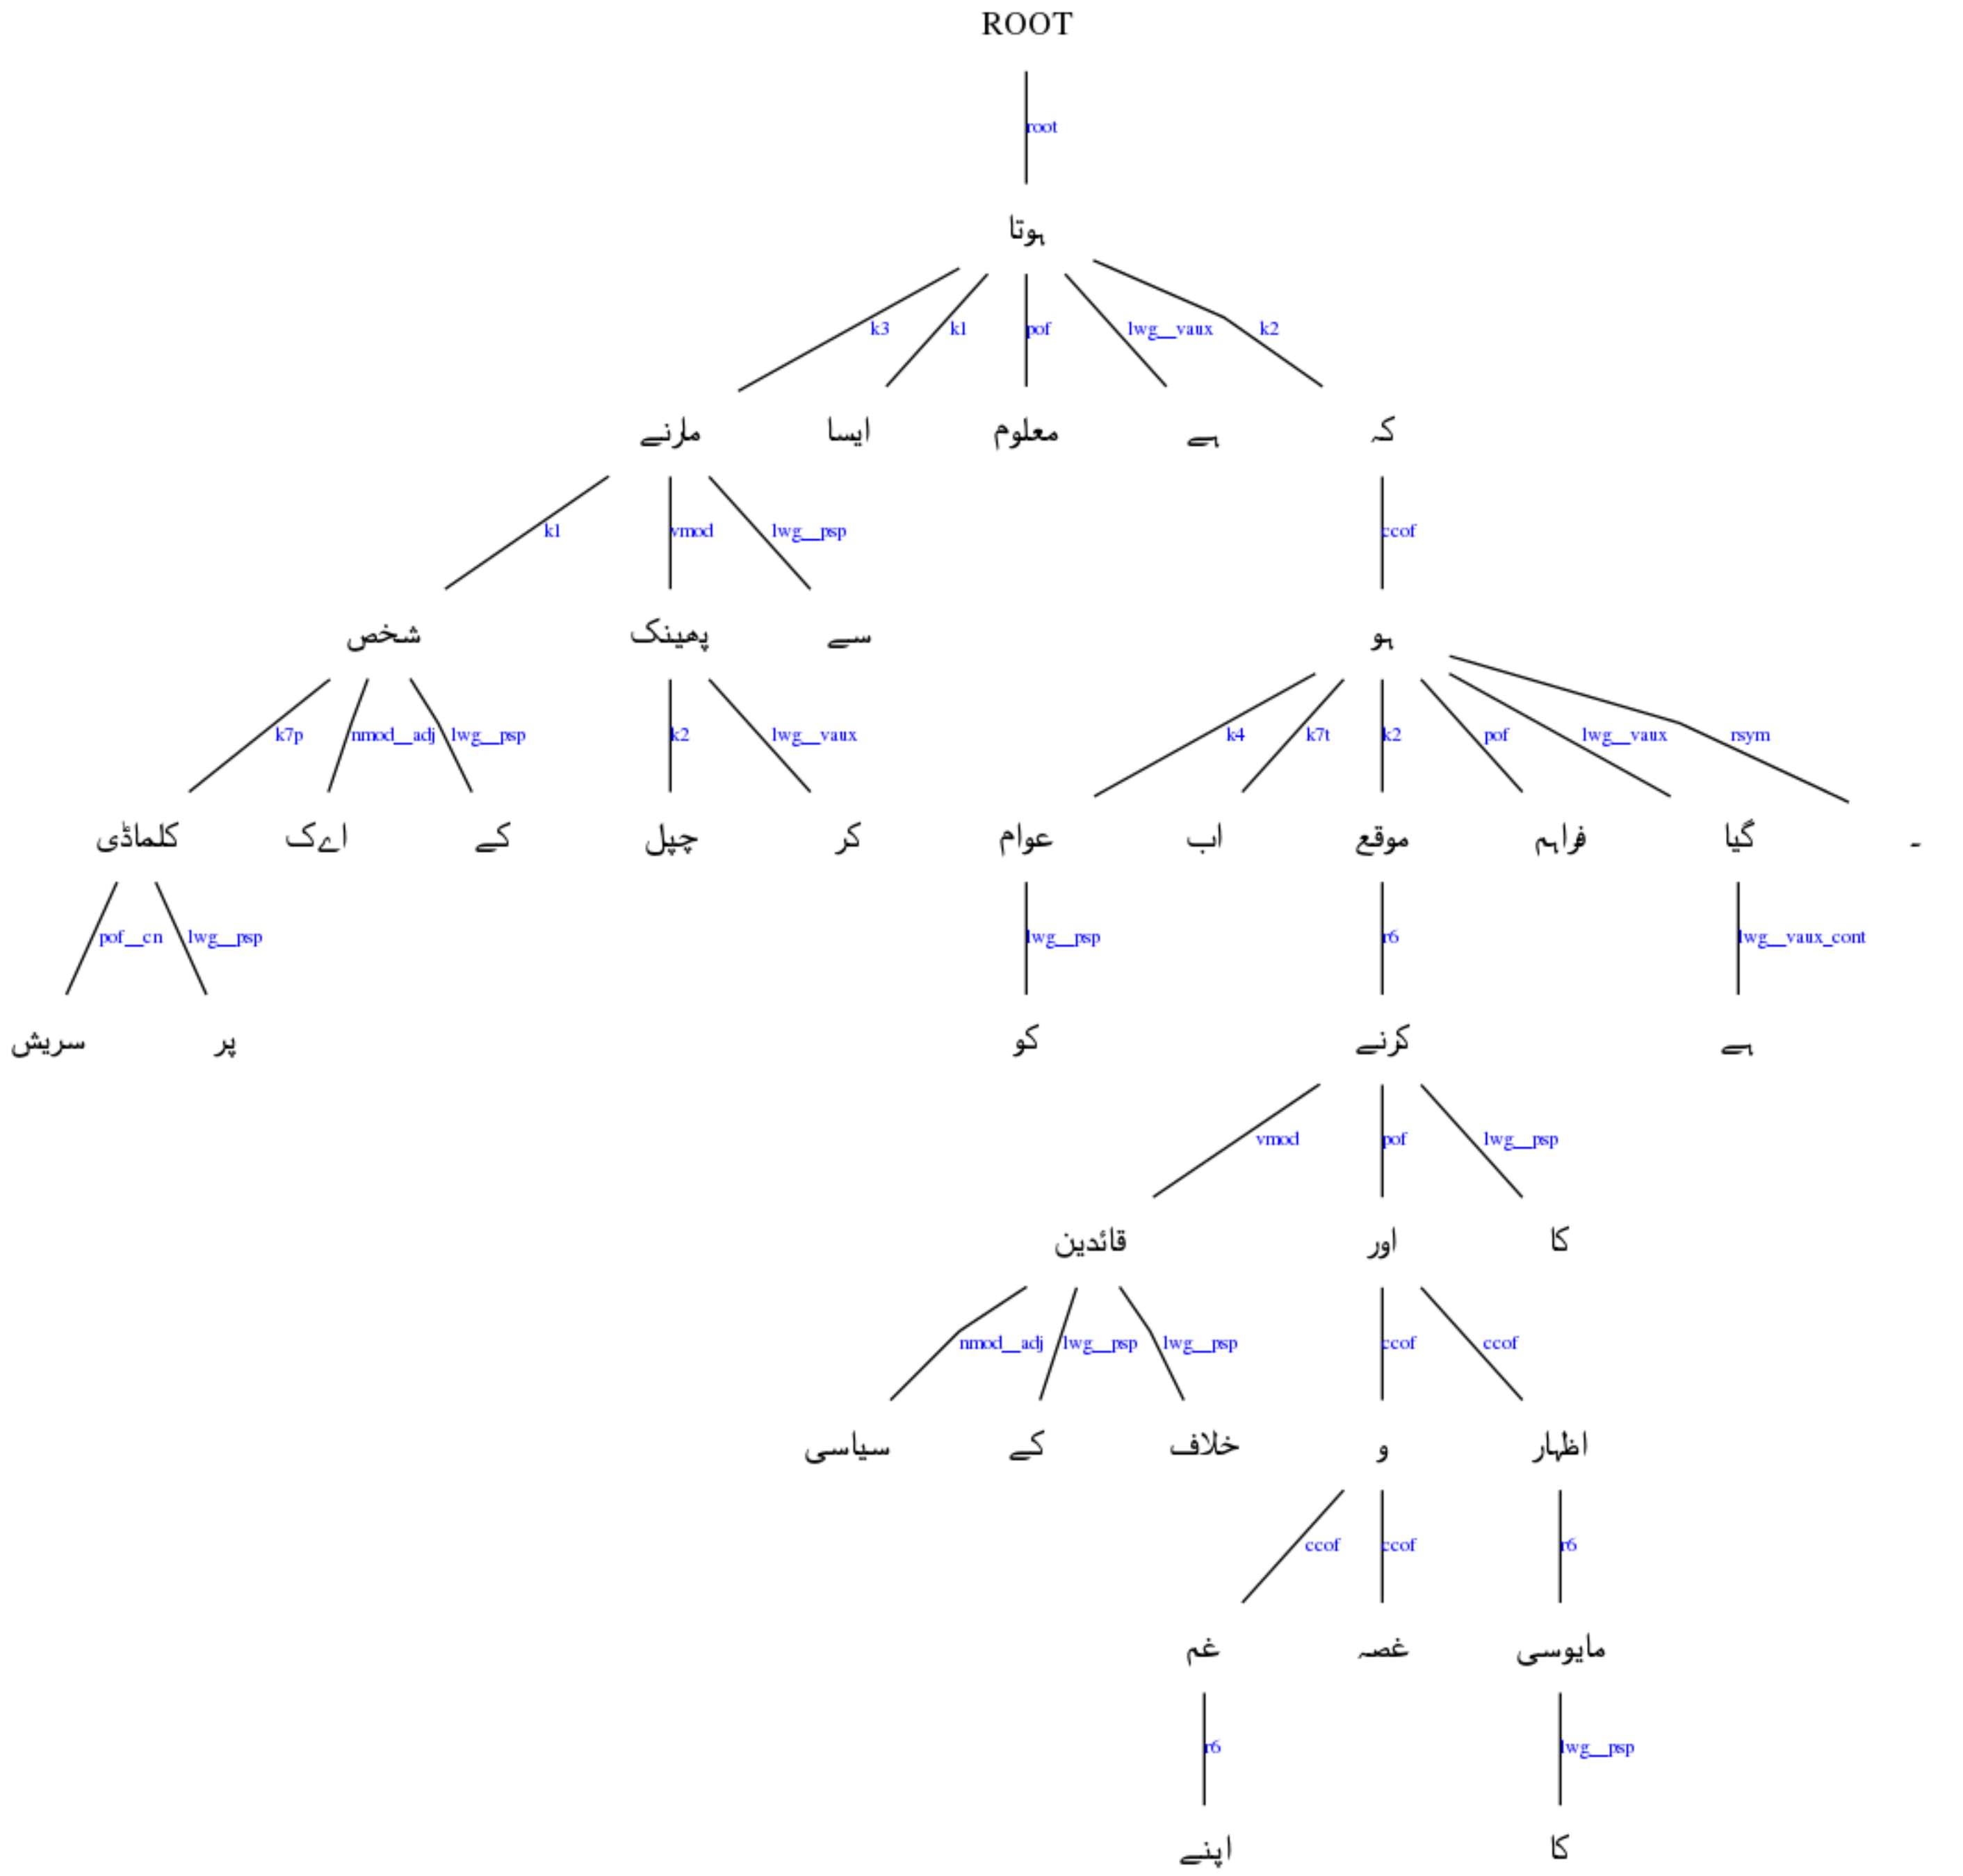 ROOT
root
ہوتا
k3 k1 pof lwg__vaux k2
مارنے ایسا معلوم ہے کہ
k1 vmod lwg__psp ccof
شخص پھینک سے ہو
k7p nmod__adj lwg__psp k2 lwg__vaux k4 k7t k2 pof lwg__vaux rsym
کلماڈی اےک کے چپل کر عوام اب موقع فراہم گیا ۔
pof__cn lwg__psp lwg__psp r6 lwg__vaux_cont
سریش پر کو کرنے ہے
vmod pof lwg__psp
قائدین اور کا
nmod__adj lwg__psp lwg__psp ccof ccof
سیاسی کے خلاف و اظہار
ccof ccof r6
غم غصہ مایوسی
r6 lwg__psp
اپنے کا